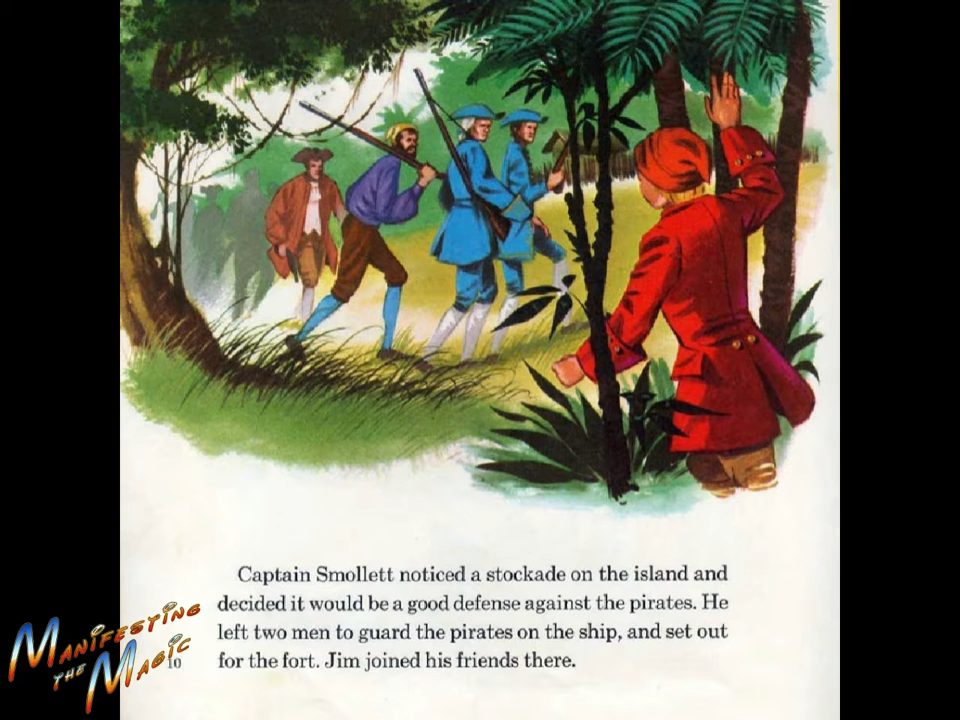 Captain Smollett noticed a stockade on the island and
decided it would be a good defense against the pirates. He
left two men to guard the pirates on the ship, and set out
for the fort. Jim joined his friends there.
10
MANIFESTING
THE
MAGIC